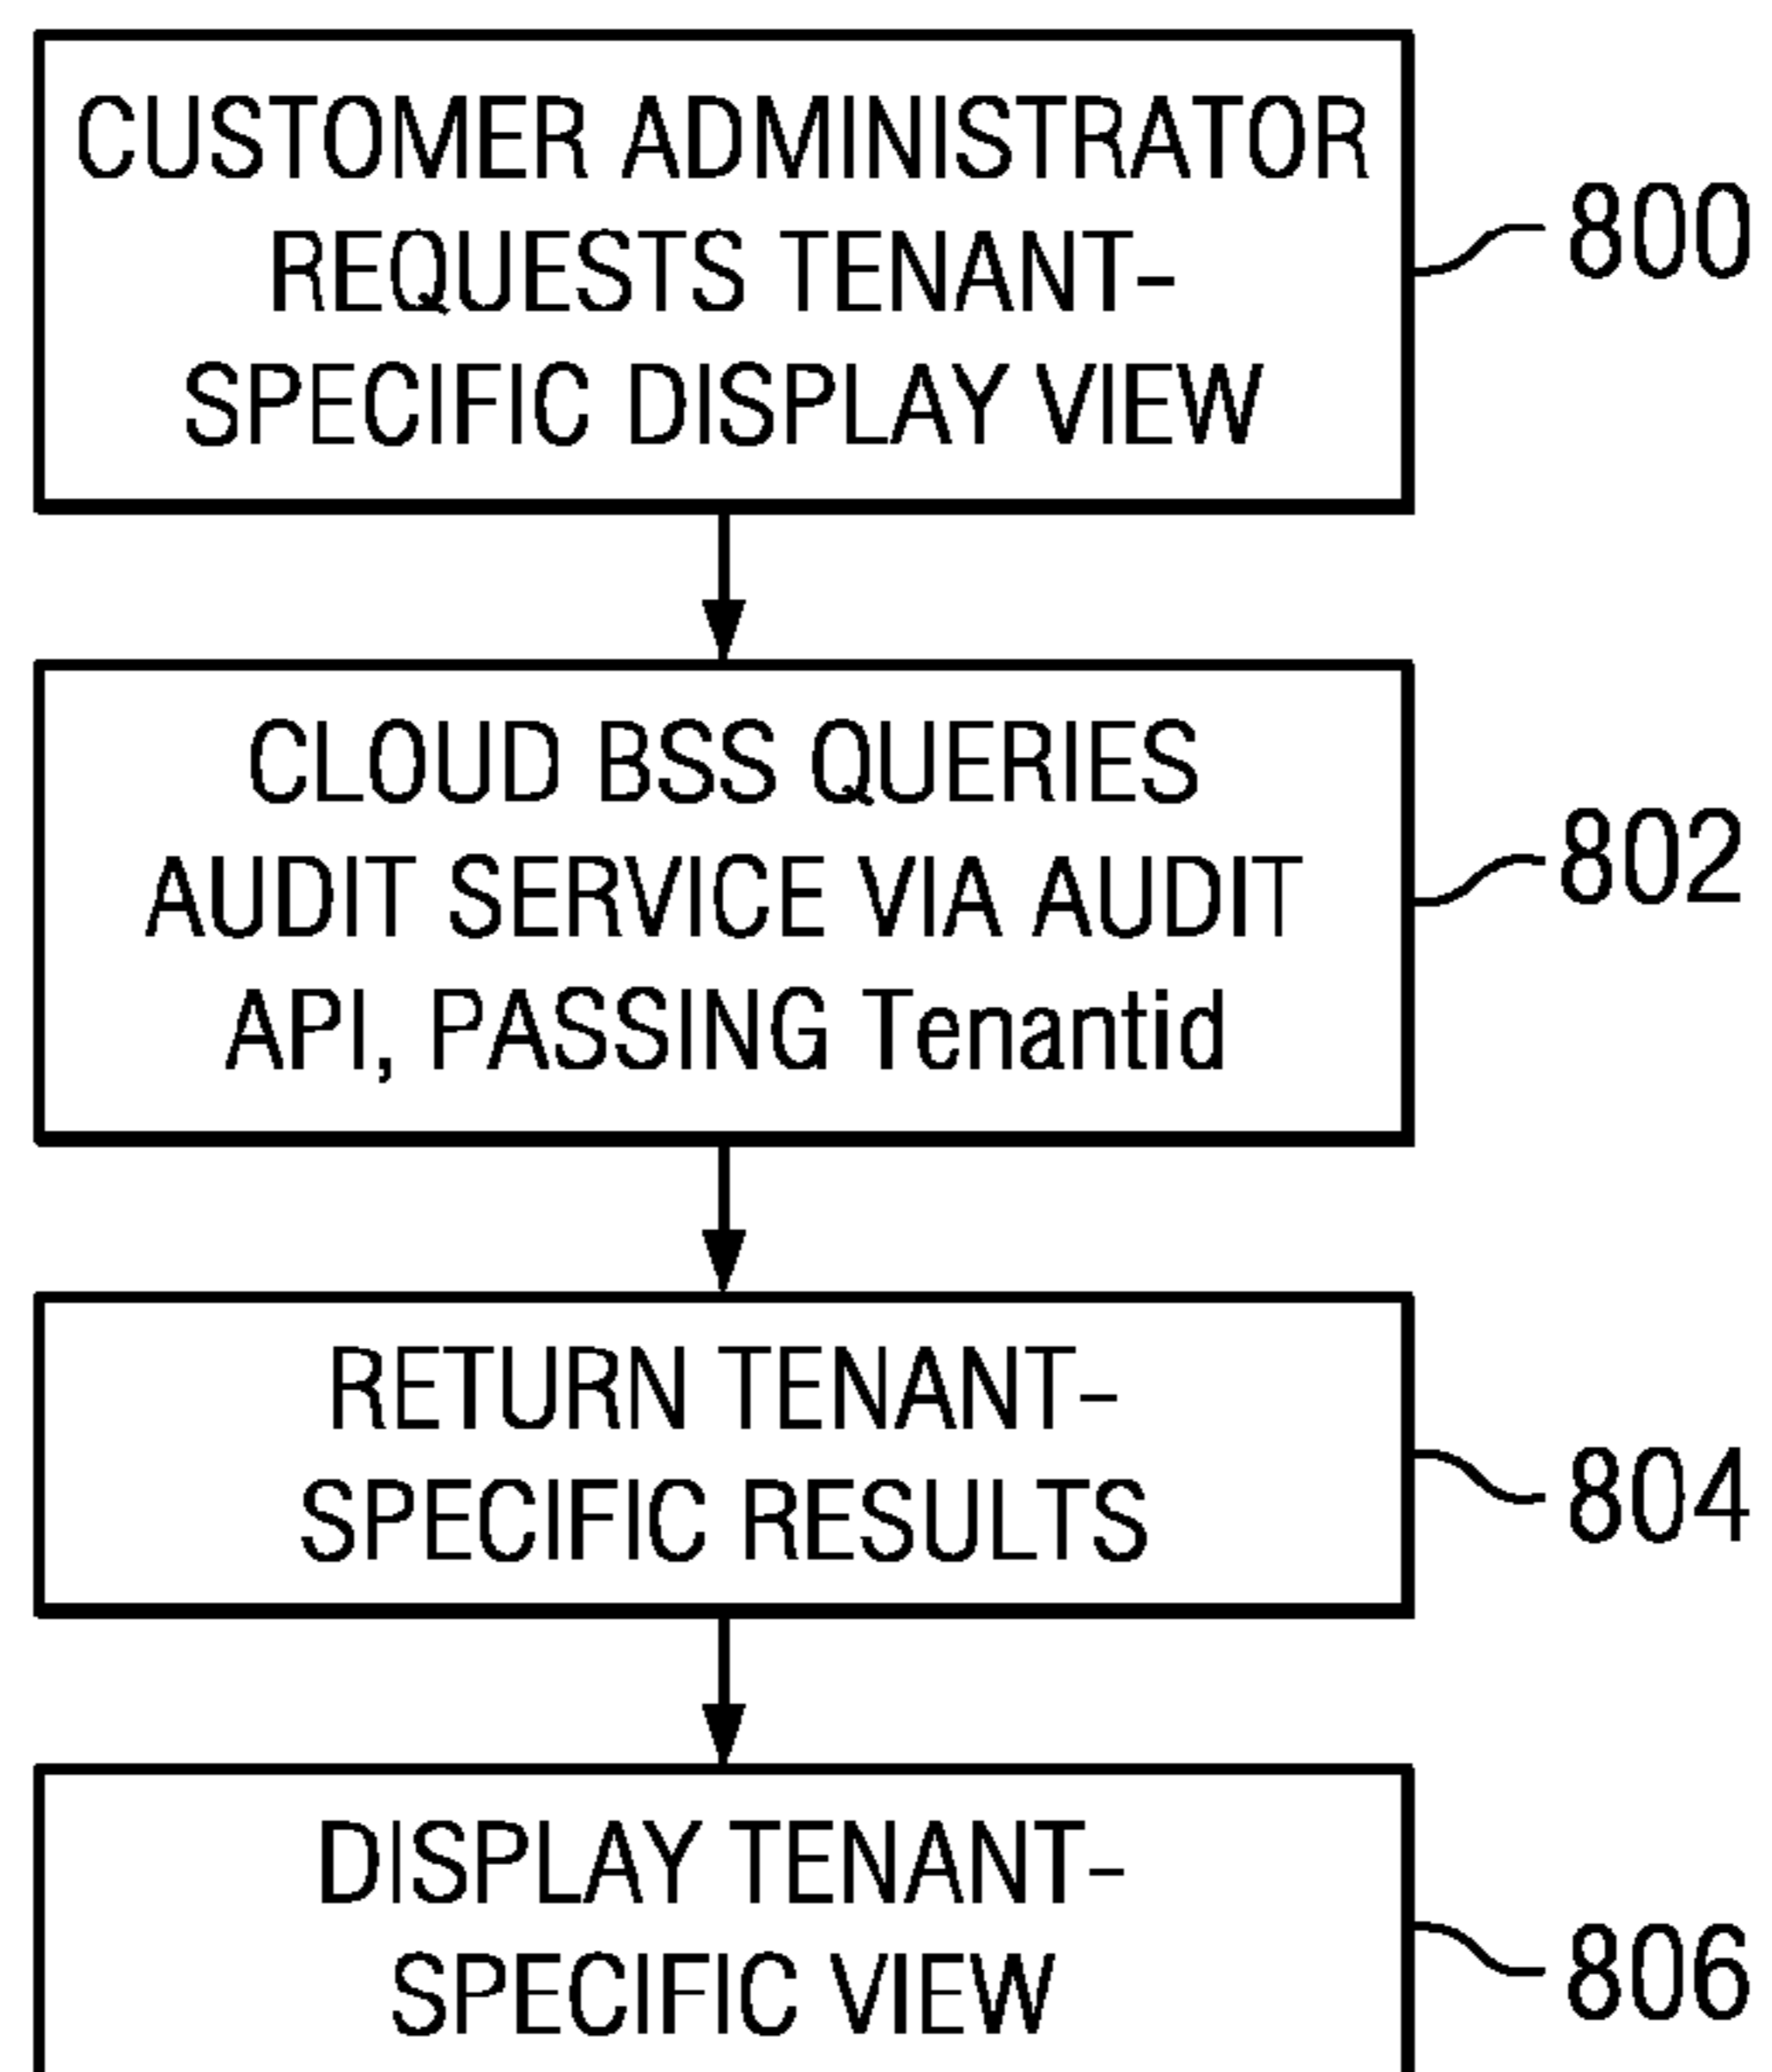 CUSTOMER ADMINISTRATOR
REQUESTS TENANT-
SPECIFIC DISPLAY VIEW
800
CLOUD BSS QUERIES
AUDIT SERVICE VIA AUDIT
API, PASSING Tenantid
802
RETURN TENANT-
SPECIFIC RESULTS
804
DISPLAY TENANT-
SPECIFIC VIEW
806